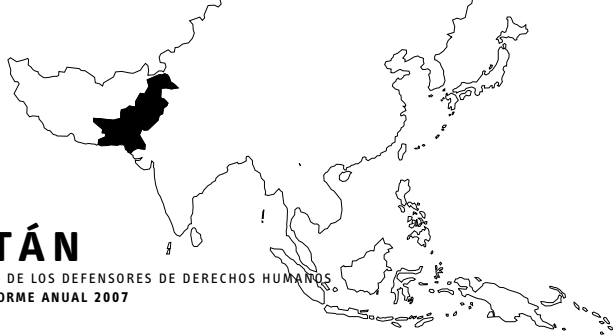 TÁN
DE LOS DEFENSORES DE DERECHOS HUMANOS
ORME ANUAL 2007